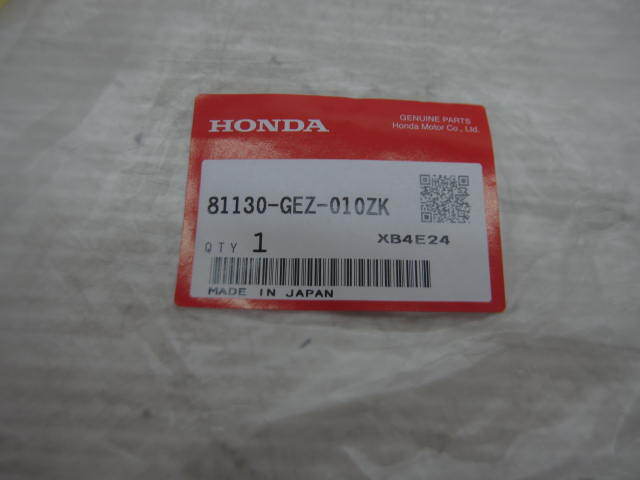 HONDA
GENUINE PARTS
Honda Motor Co., Ltd.
81130-GEZ-010ZK
QTY 1
XB4E24
MADE IN JAPAN